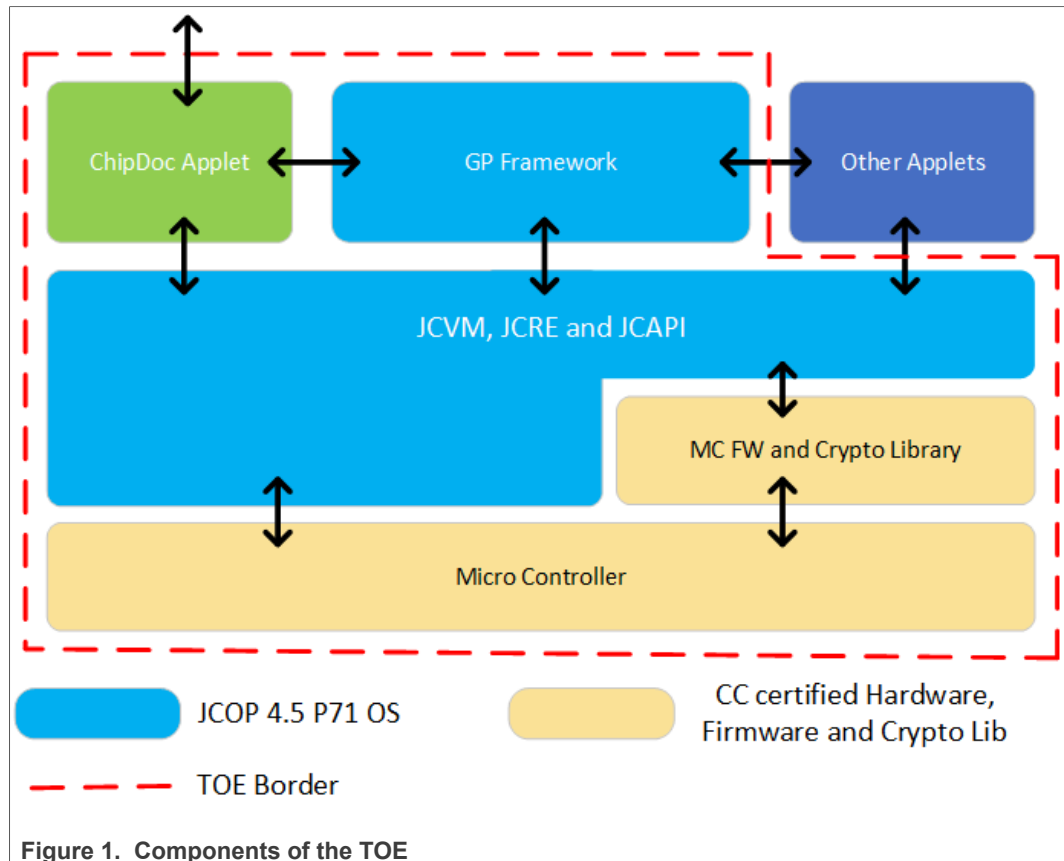 ChipDoc Applet
GP Framework
Other Applets
JCVM, JCRE and JCAPI
MC FW and Crypto Library
Micro Controller
JCOP 4.5 P71 OS
CC certified Hardware,
Firmware and Crypto Lib
TOE Border
Figure 1. Components of the TOE